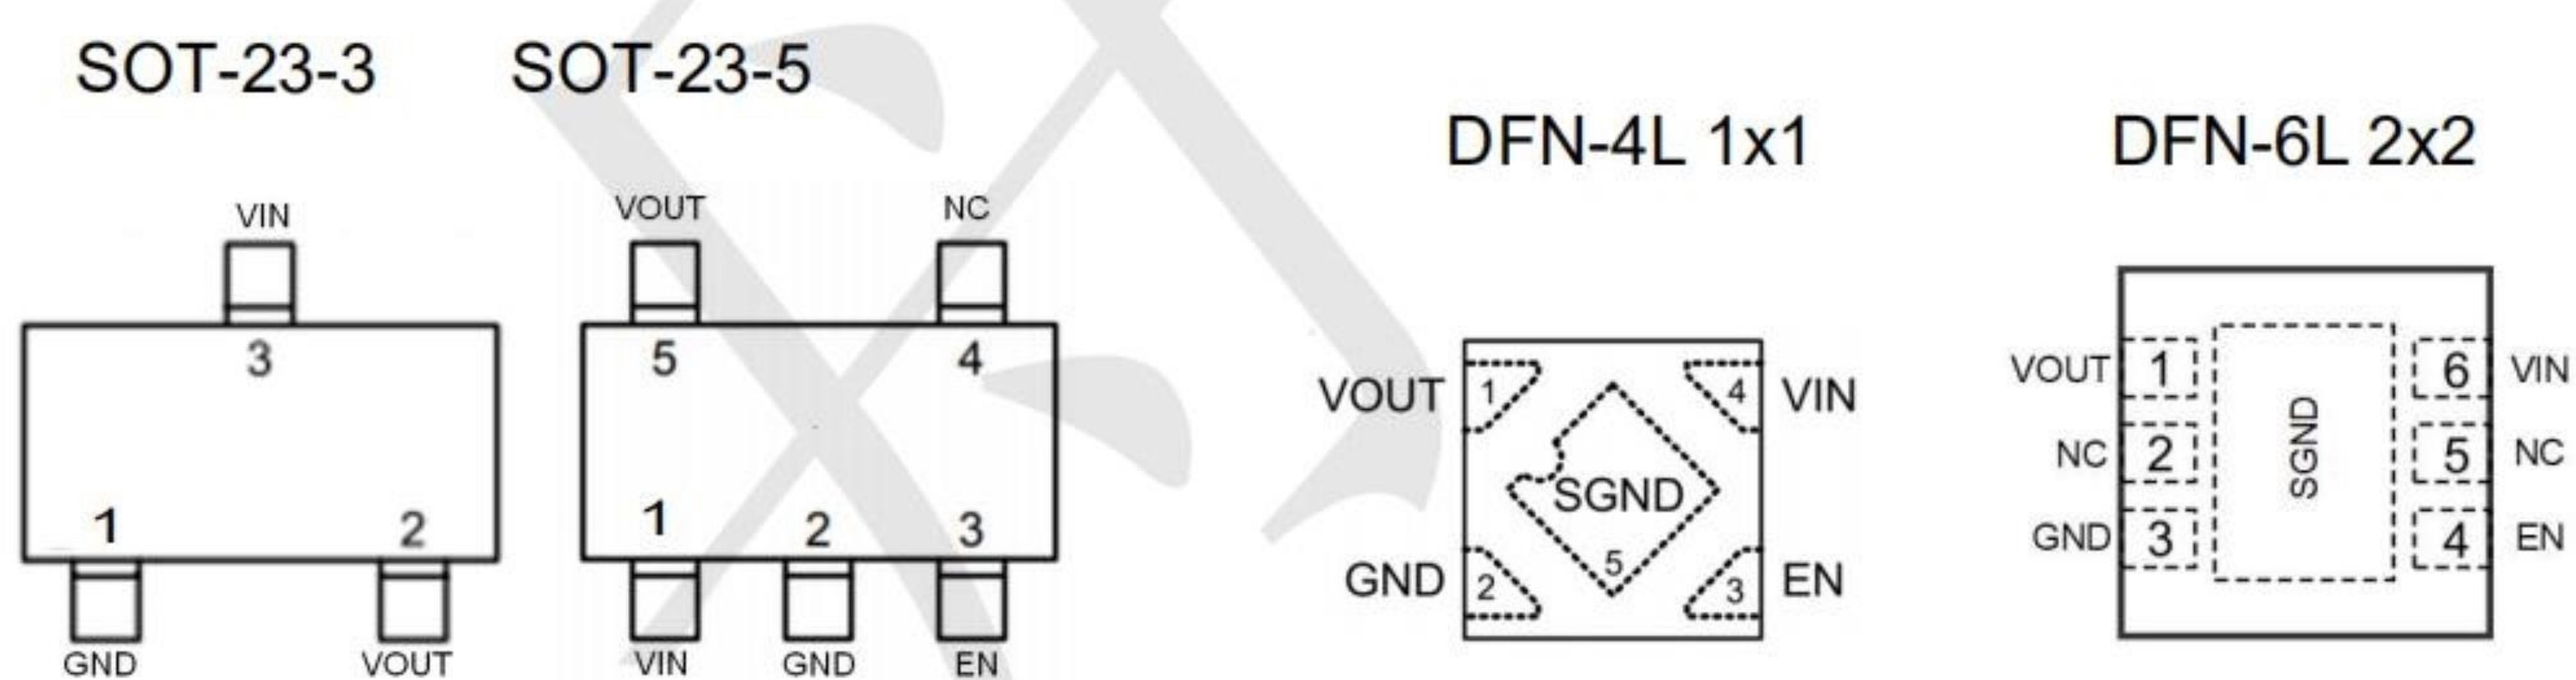 SOT-23-3
SOT-23-5
DFN-4L 1x1
DFN-6L 2x2
VIN
3
1
2
GND
VOUT
VOUT
NC
5
4
1
2
3
VIN
GND
EN
VOUT
1
4
VIN
SGND
5
GND
2
3
EN
VOUT
1
6
VIN
NC
2
5
NC
GND
3
4
EN
SGND